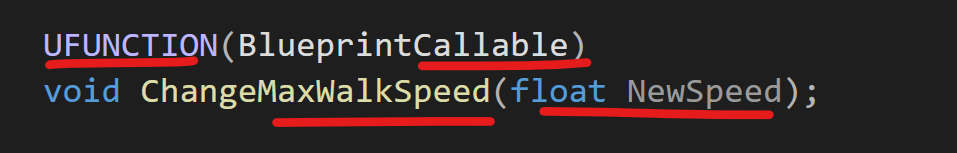 UFUNCTION(BlueprintCallable)
void ChangeMaxWalkSpeed(float NewSpeed);